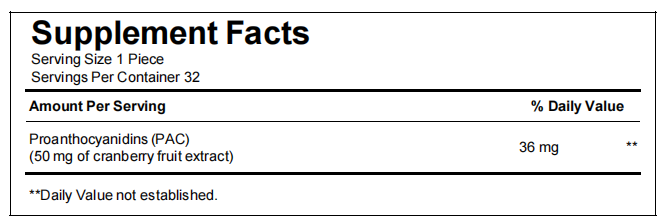 Supplement Facts
Serving Size 1 Piece
Servings Per Container 32
Amount Per Serving % Daily Value
Proanthocyanidins (PAC)
(50 mg of cranberry fruit extract) 36 mg **
**Daily Value not established.